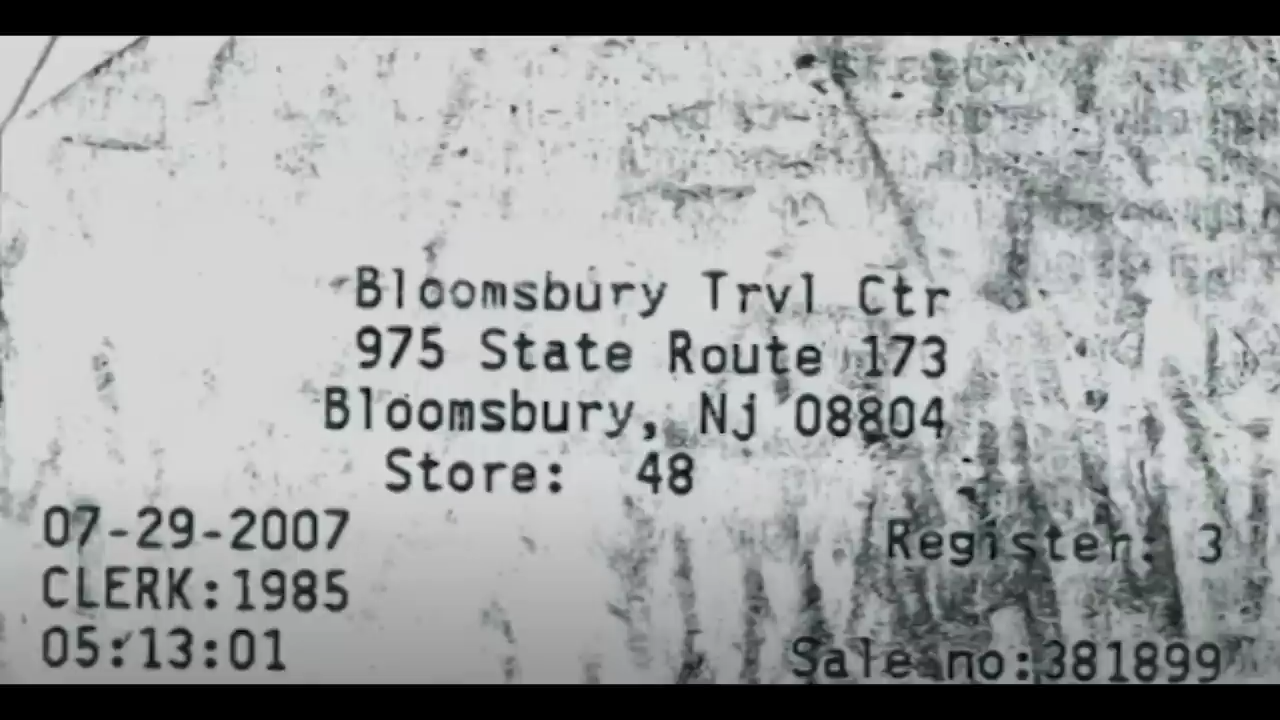 Bloomsbury Trvl Ctr
975 State Route 173
Bloomsbury, Nj 08804
Store: 48
07-29-2007
Register: 3
CLERK:1985
05:13:01
Sale no:381899